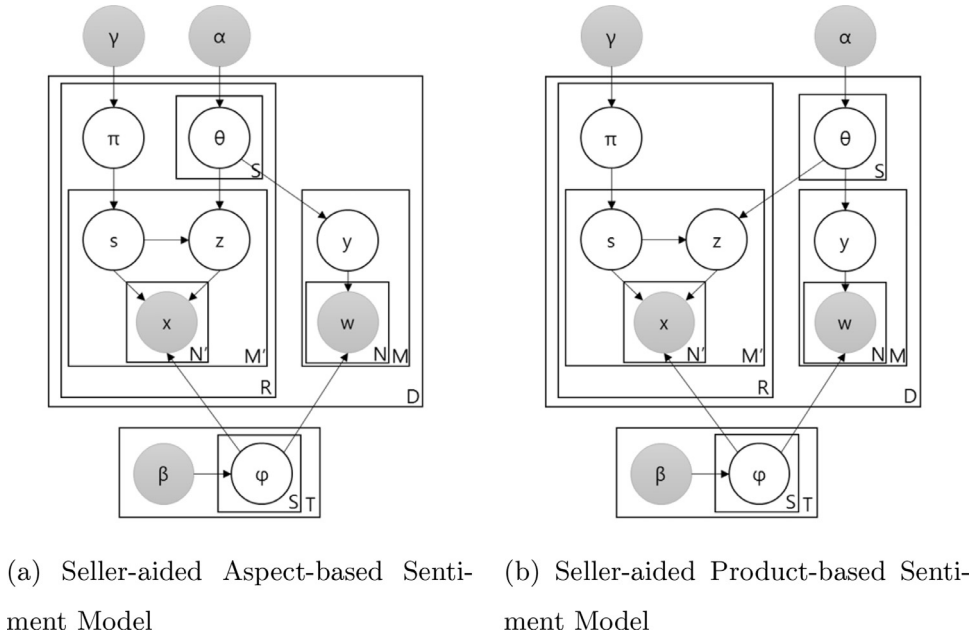 γ α
π θ
S
s z y
x w
N' M' N M
R D
β φ
S T
γ α
π θ
S
s z y
x w
N' M' N M
R D
β φ
S T
(a) Seller-aided Aspect-based Senti-
ment Model
(b) Seller-aided Product-based Senti-
ment Model